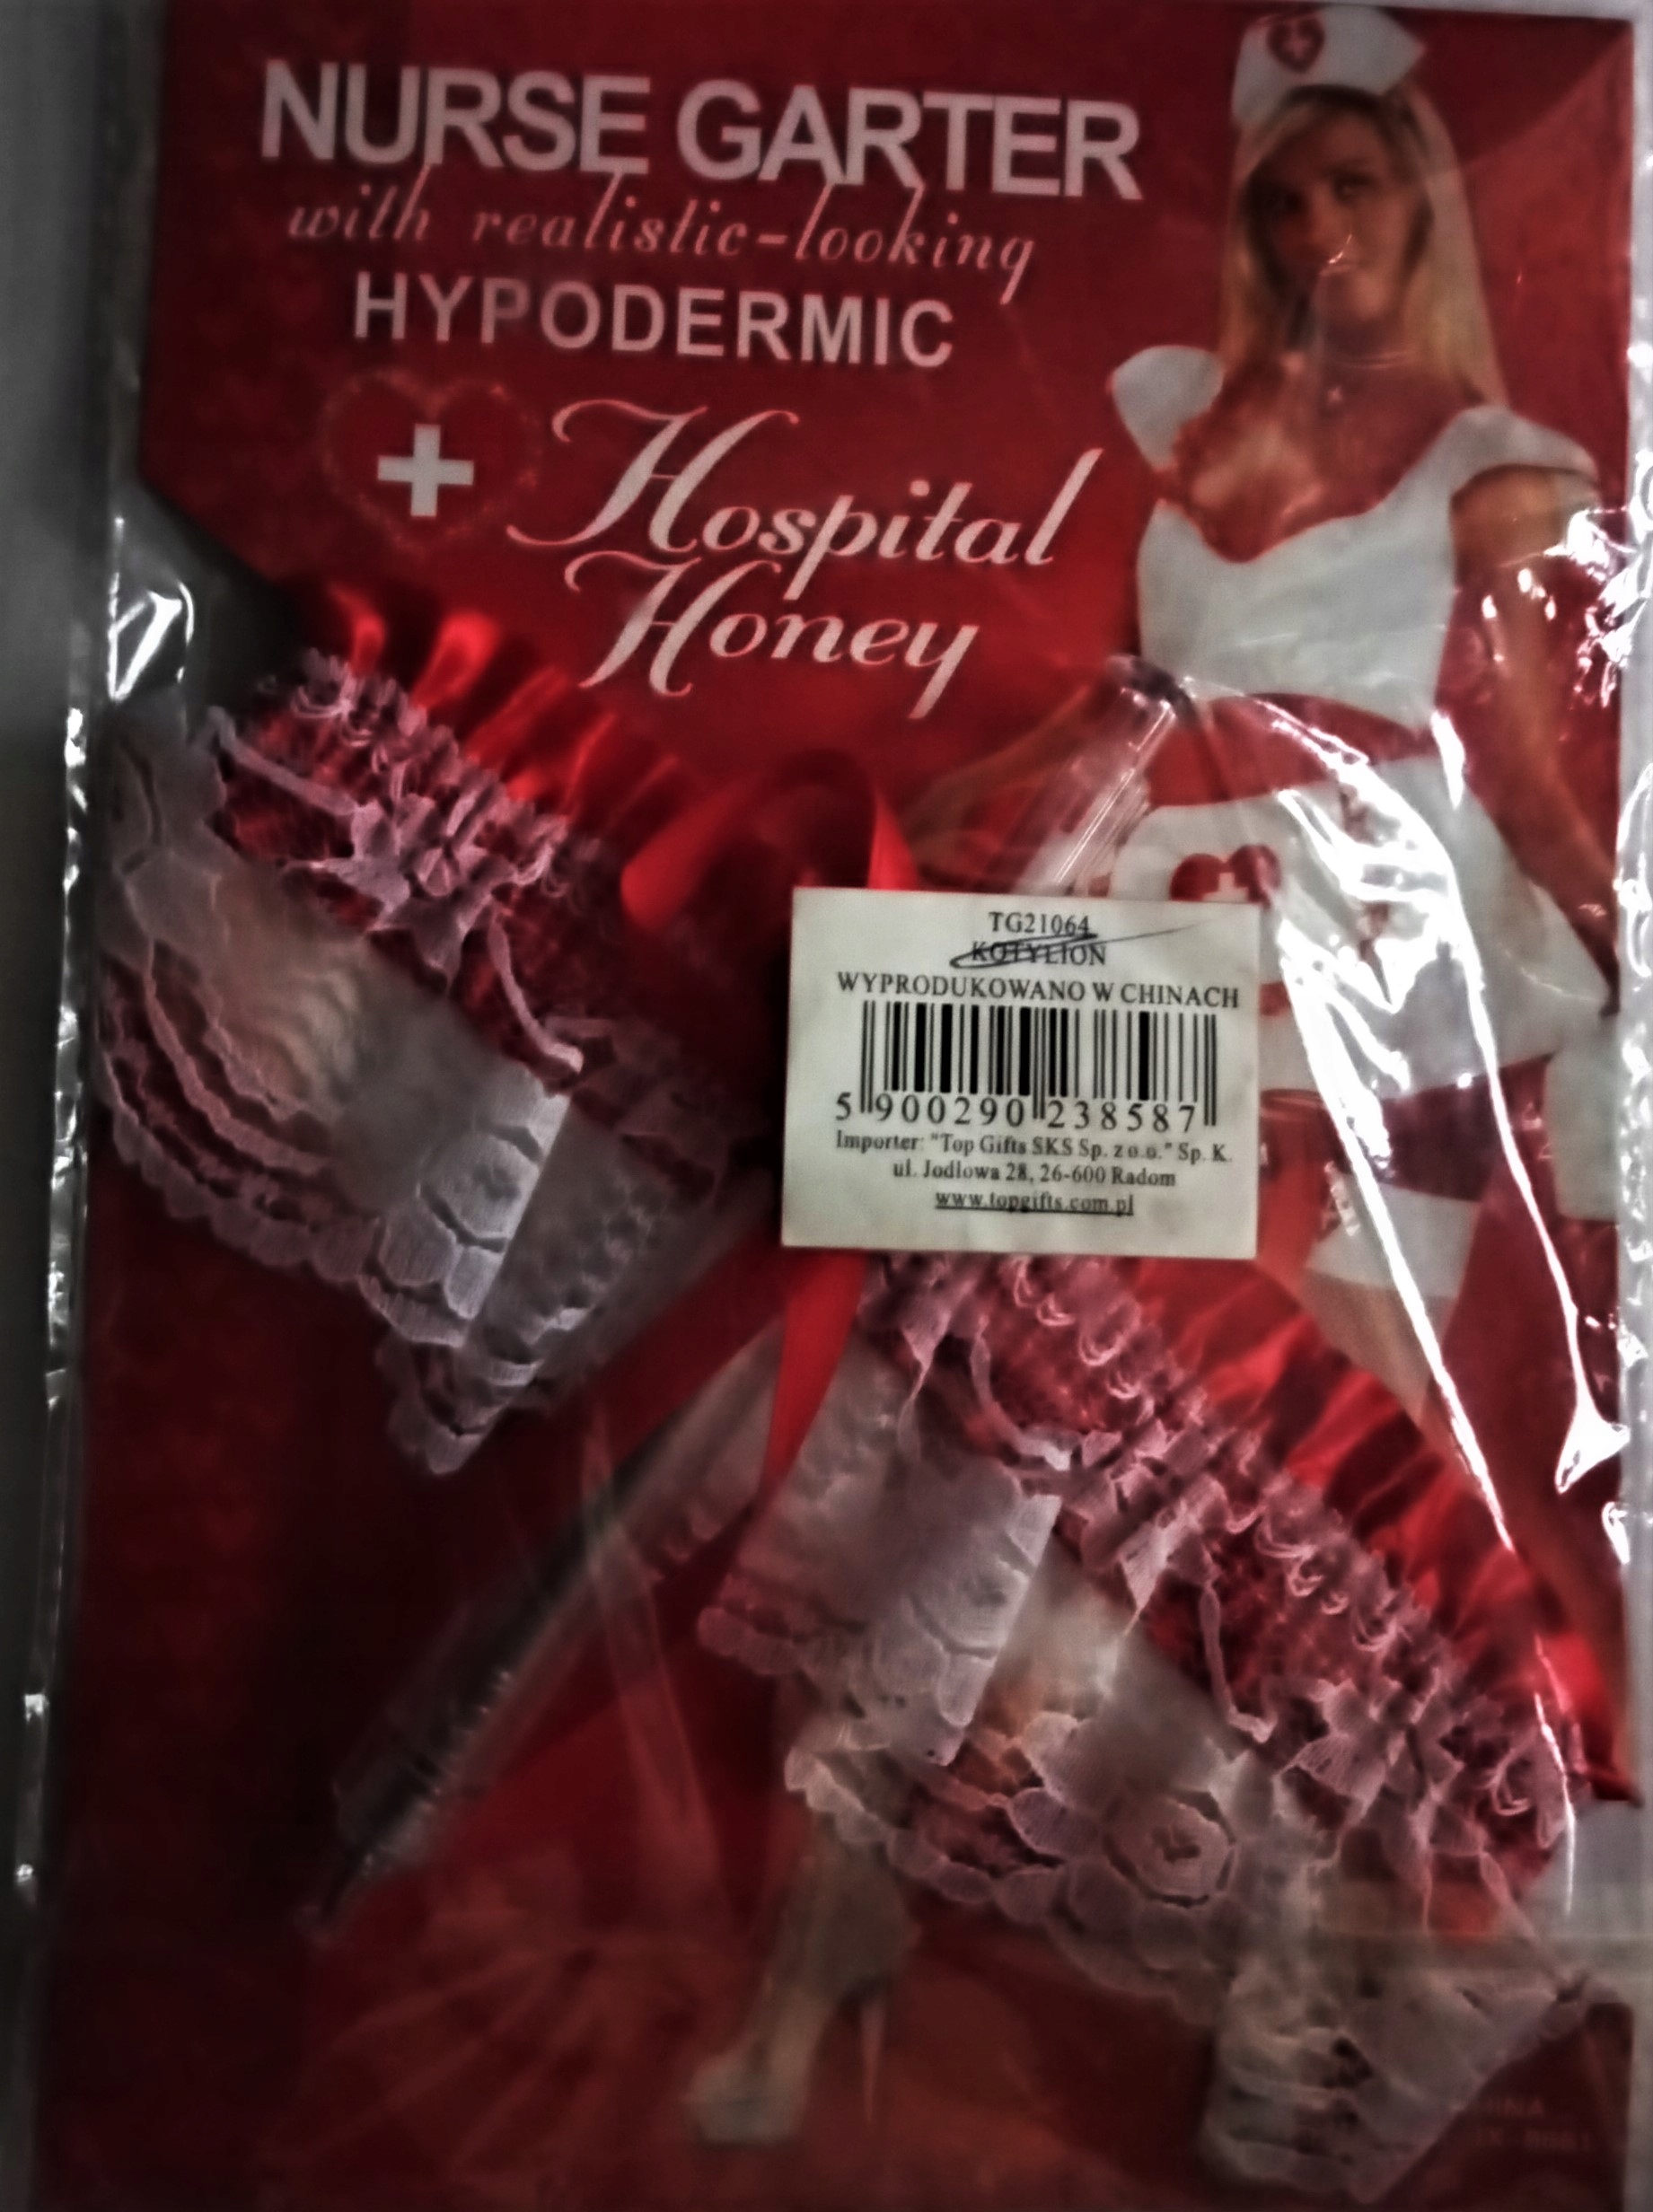 NURSE GARTER
with realistic-looking
HYPODERMIC
Hospital
Honey
TG21064
KOTYLION
WYPRODUKOWANO W CHINACH
5 900290 238587
Importer: "Top Gifts SKS Sp. z o.o." Sp. K.
ul. Jodlowa 28, 26-600 Radom
www.topgifts.com.pl